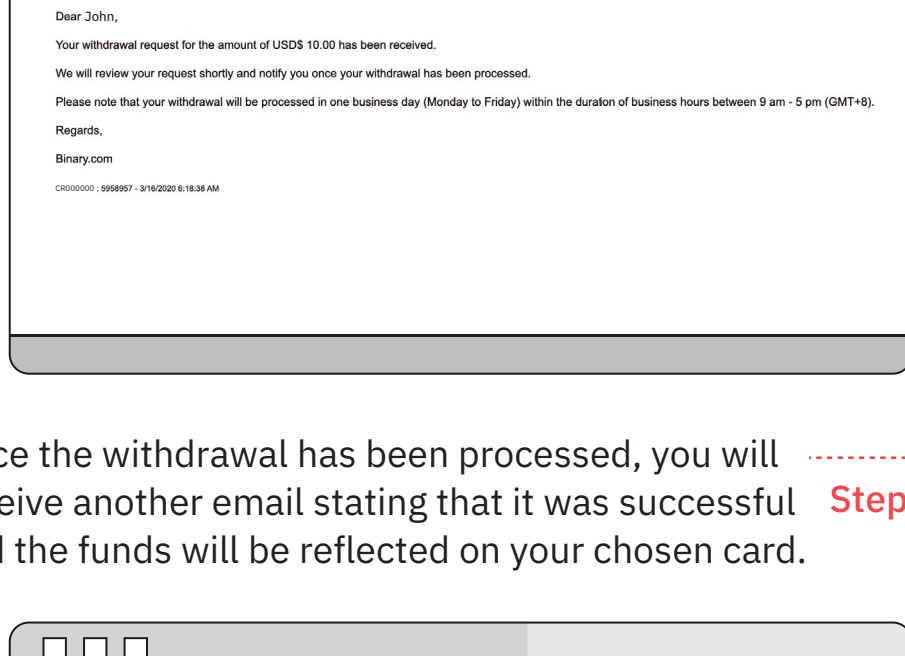 Dear John,
Your withdrawal request for the amount of USD$ 10.00 has been received.
We will review your request shortly and notify you once your withdrawal has been processed.
Please note that your withdrawal will be processed in one business day (Monday to Friday) within the duration of business hours between 9 am - 5 pm (GMT+8).
Regards,
Binary.com
CR000000 : 5958957 - 3/16/2020 6:18:38 AM
ce the withdrawal has been processed, you will
eive another email stating that it was successful
d the funds will be reflected on your chosen card.
Step